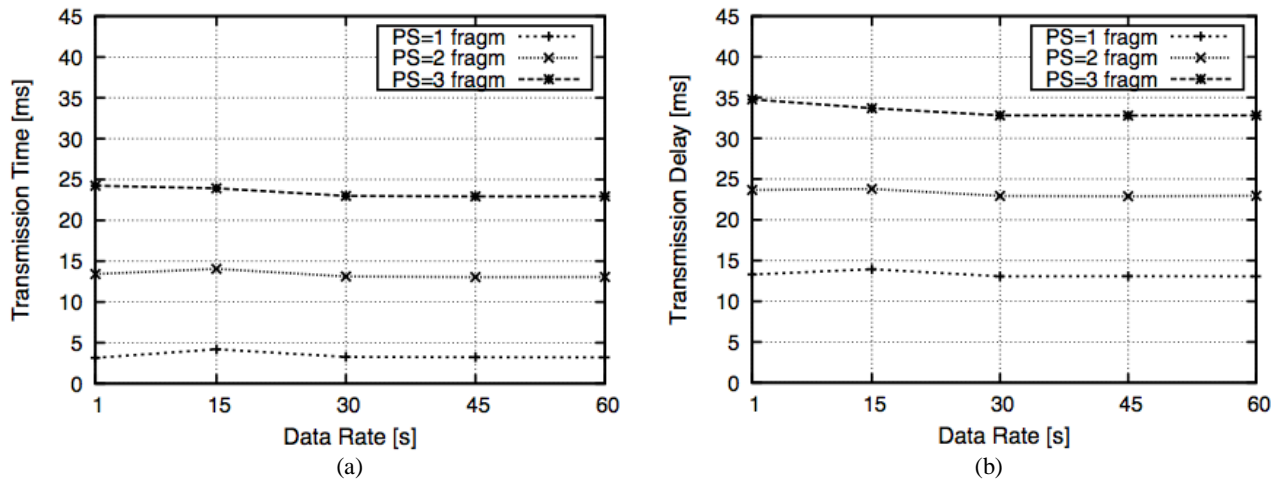 Transmission Time [ms]
45
40
35
30
25
20
15
10
5
0
PS=1 fragm
PS=2 fragm
PS=3 fragm
1 15 30 45 60
Data Rate [s]
(a)
Transmission Delay [ms]
45
40
35
30
25
20
15
10
5
0
PS=1 fragm
PS=2 fragm
PS=3 fragm
1 15 30 45 60
Data Rate [s]
(b)